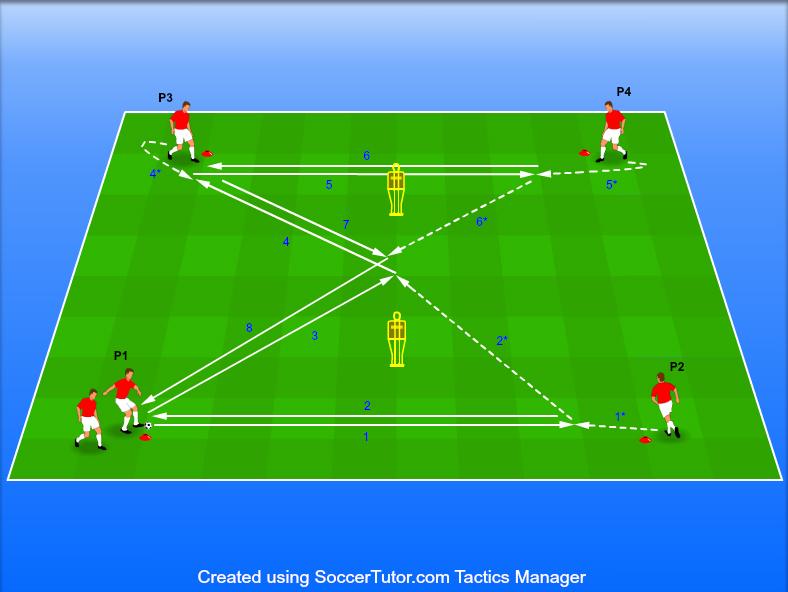 P3
P4
6
4*
5
5*
7
6*
4
8
3
2*
P1
P2
2
1*
1
Created using SoccerTutor.com Tactics Manager